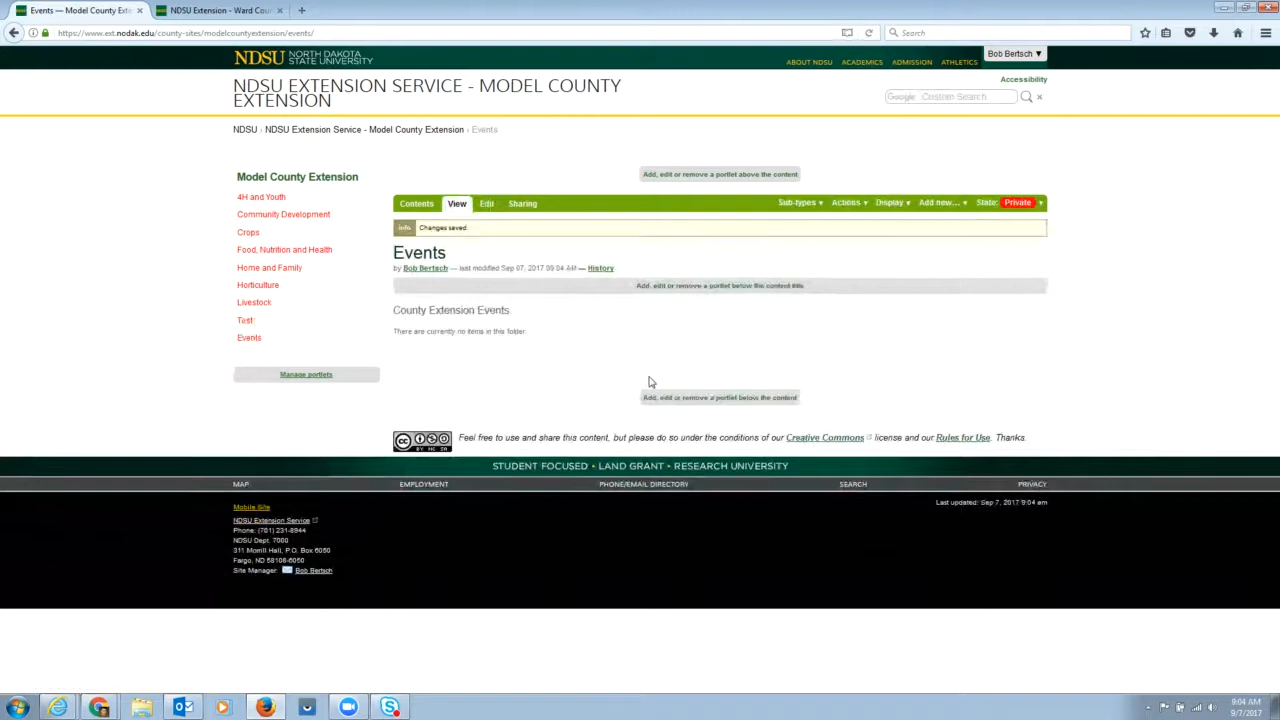 Events — Model County Exte
NDSU Extension - Ward Cou
https://www.ext.nodak.edu/county-sites/modelcountyextension/events/
Search
NDSU NORTH DAKOTA STATE UNIVERSITY
Bob Bertsch ▼
ABOUT NDSU ACADEMICS ADMISSION ATHLETICS
Accessibility
NDSU EXTENSION SERVICE - MODEL COUNTY
EXTENSION
Google Custom Search
NDSU › NDSU Extension Service - Model County Extension › Events
Add, edit or remove a portlet above the content
Model County Extension
4H and Youth
Community Development
Crops
Food, Nutrition and Health
Home and Family
Horticulture
Livestock
Test
Events
Manage portlets
Contents View Edit Sharing
Sub-types ▼ Actions ▼ Display ▼ Add new... ▼ State: Private ▼
Info Changes saved.
Events
by Bob Bertsch — last modified Sep 07, 2017 09:04 AM — History
Add, edit or remove a portlet below the content title
County Extension Events
There are currently no items in this folder.
Add, edit or remove a portlet below the content
Feel free to use and share this content, but please do so under the conditions of our Creative Commons license and our Rules for Use. Thanks.
STUDENT FOCUSED • LAND GRANT • RESEARCH UNIVERSITY
MAP EMPLOYMENT PHONE/EMAIL DIRECTORY SEARCH PRIVACY
Last updated: Sep 7, 2017 9:04 am
Mobile Site
NDSU Extension Service
Phone: (701) 231-8944
NDSU Dept. 7000
311 Morrill Hall, P.O. Box 6050
Fargo, ND 58108-6050
Site Manager: Bob Bertsch
9:04 AM
9/7/2017